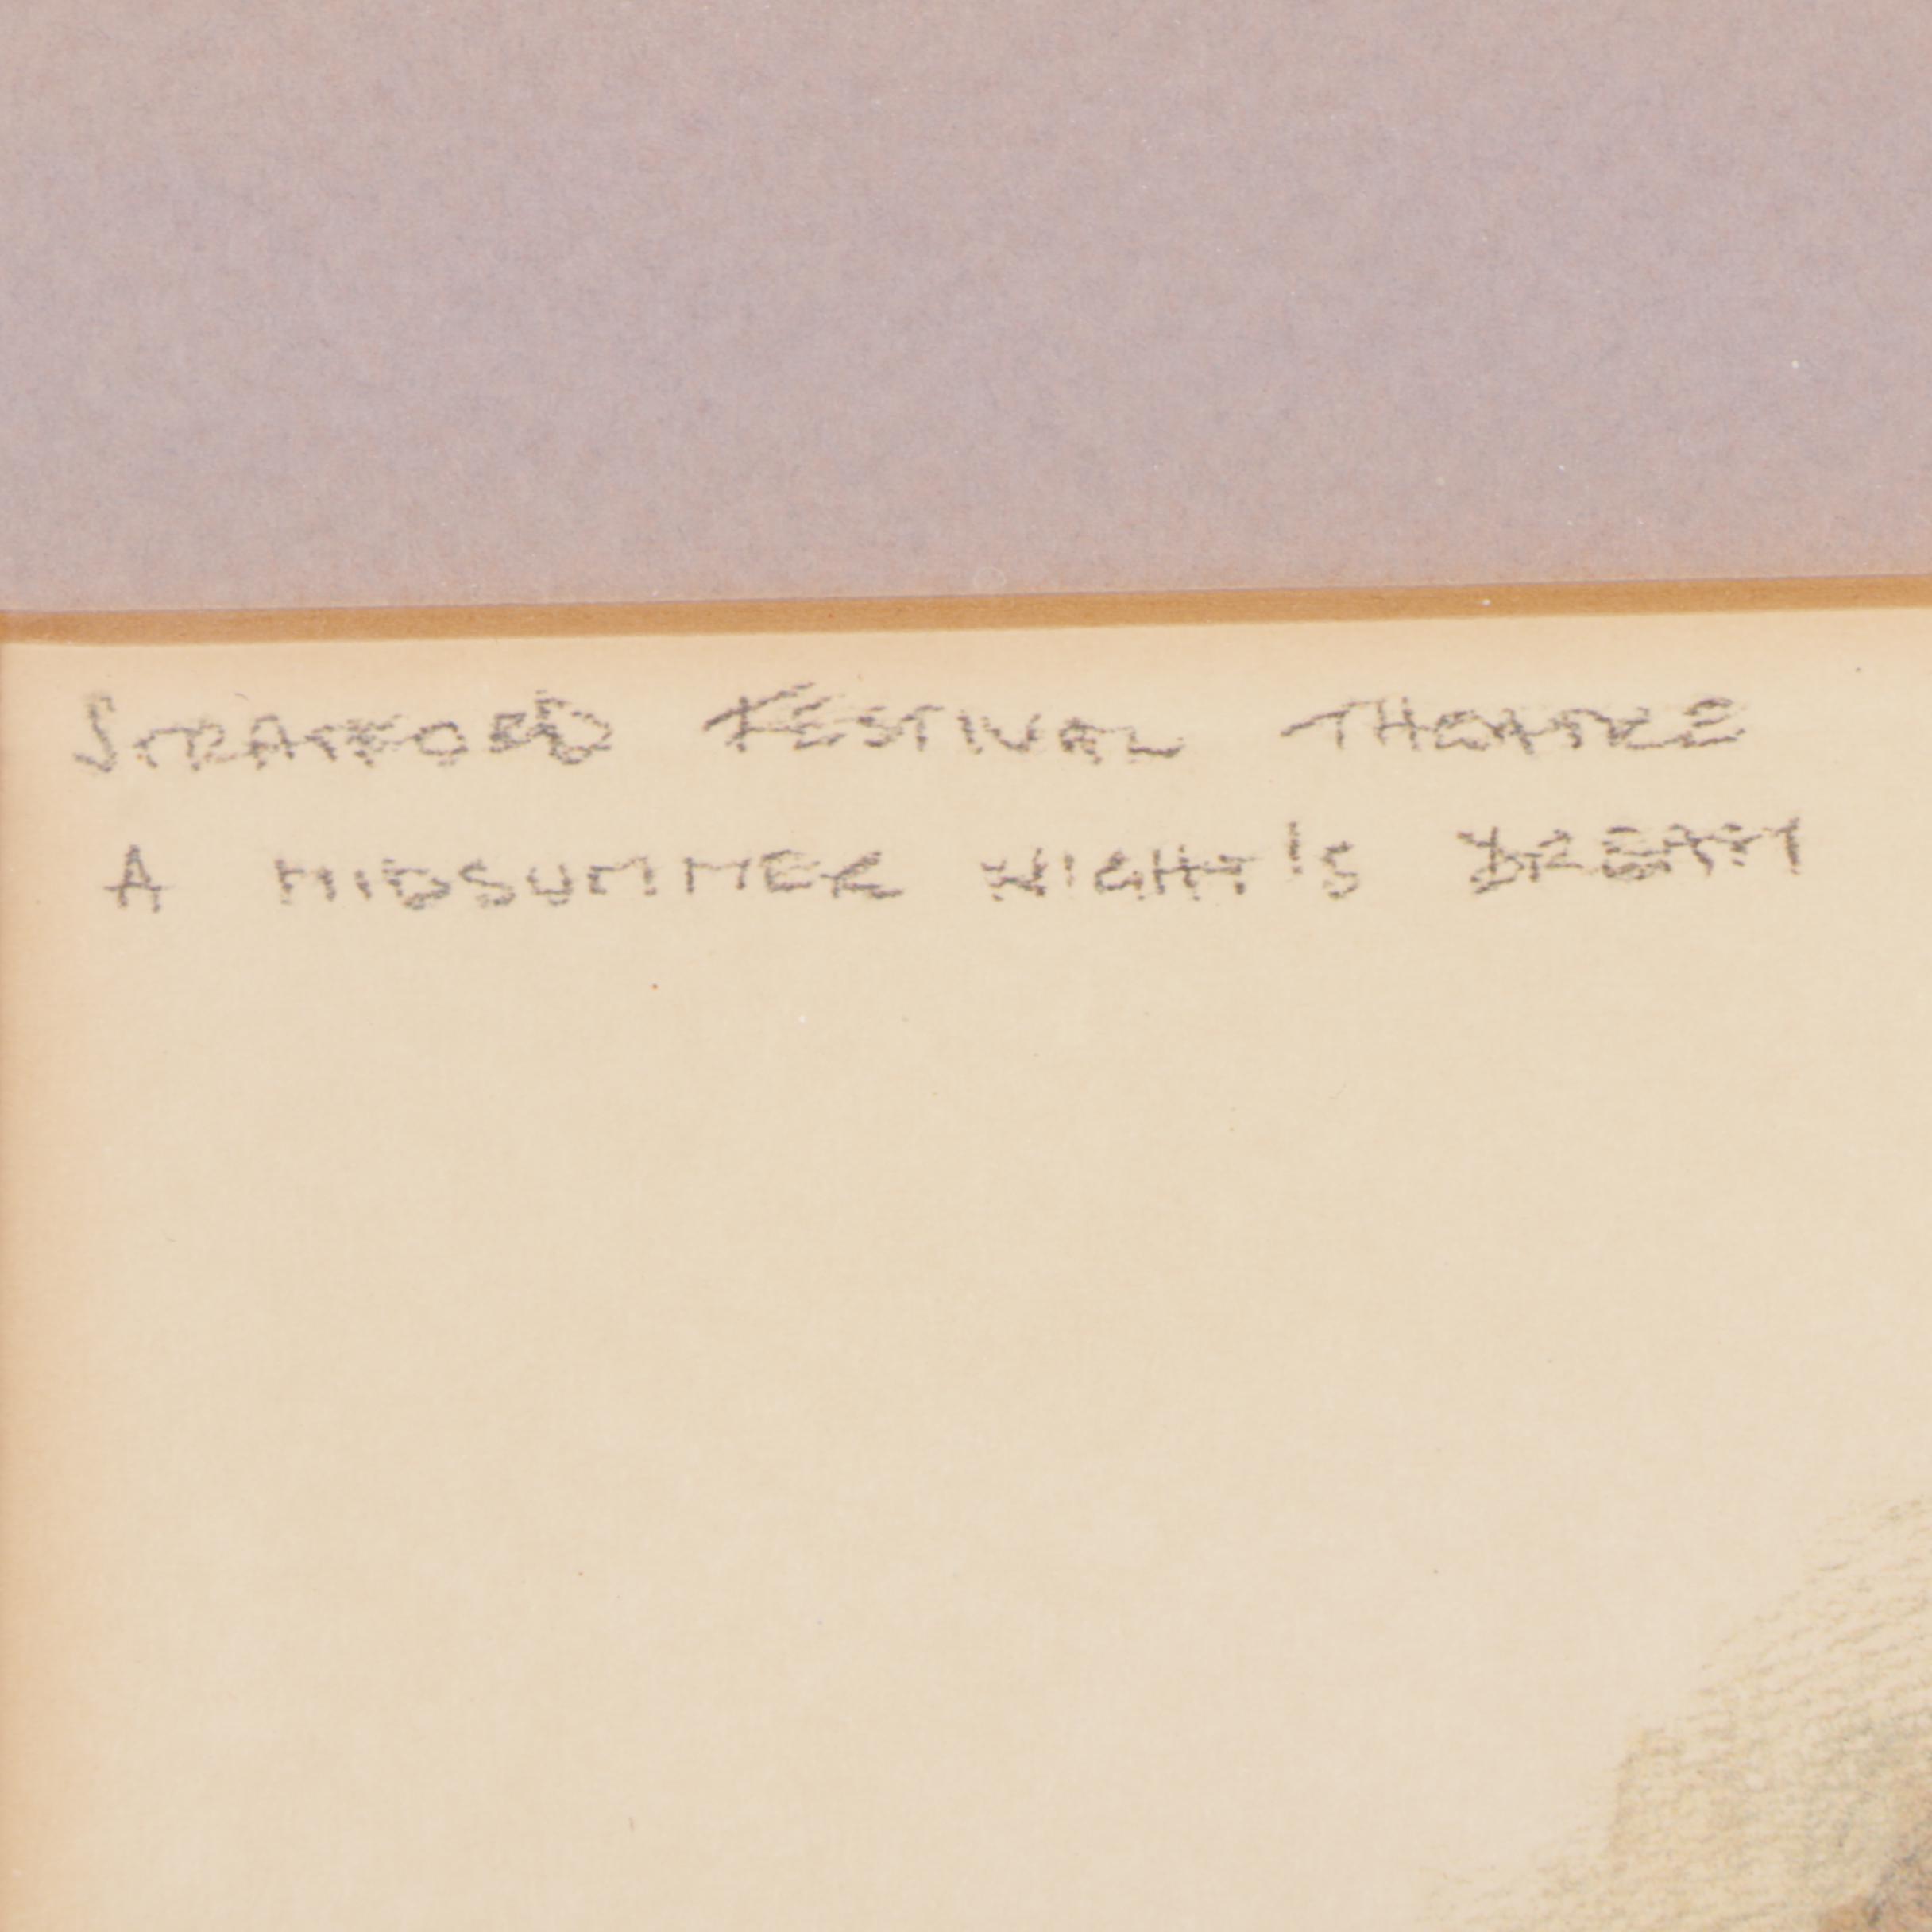 STRATFORD FESTIVAL THEATRE
A MIDSUMMER NIGHT'S DREAM